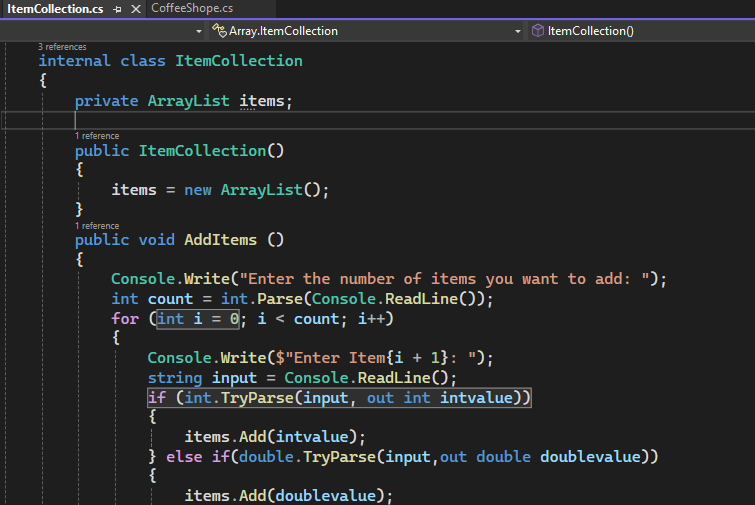 ItemCollection.cs CoffeeShope.cs
Array.ItemCollection ItemCollection()
3 references
internal class ItemCollection
{
private ArrayList items;
1 reference
public ItemCollection()
{
items = new ArrayList();
}
1 reference
public void AddItems ()
{
Console.Write("Enter the number of items you want to add: ");
int count = int.Parse(Console.ReadLine());
for (int i = 0; i < count; i++)
{
Console.Write($"Enter Item{i + 1}: ");
string input = Console.ReadLine();
if (int.TryParse(input, out int intvalue))
{
items.Add(intvalue);
} else if(double.TryParse(input,out double doublevalue))
{
items.Add(doublevalue);